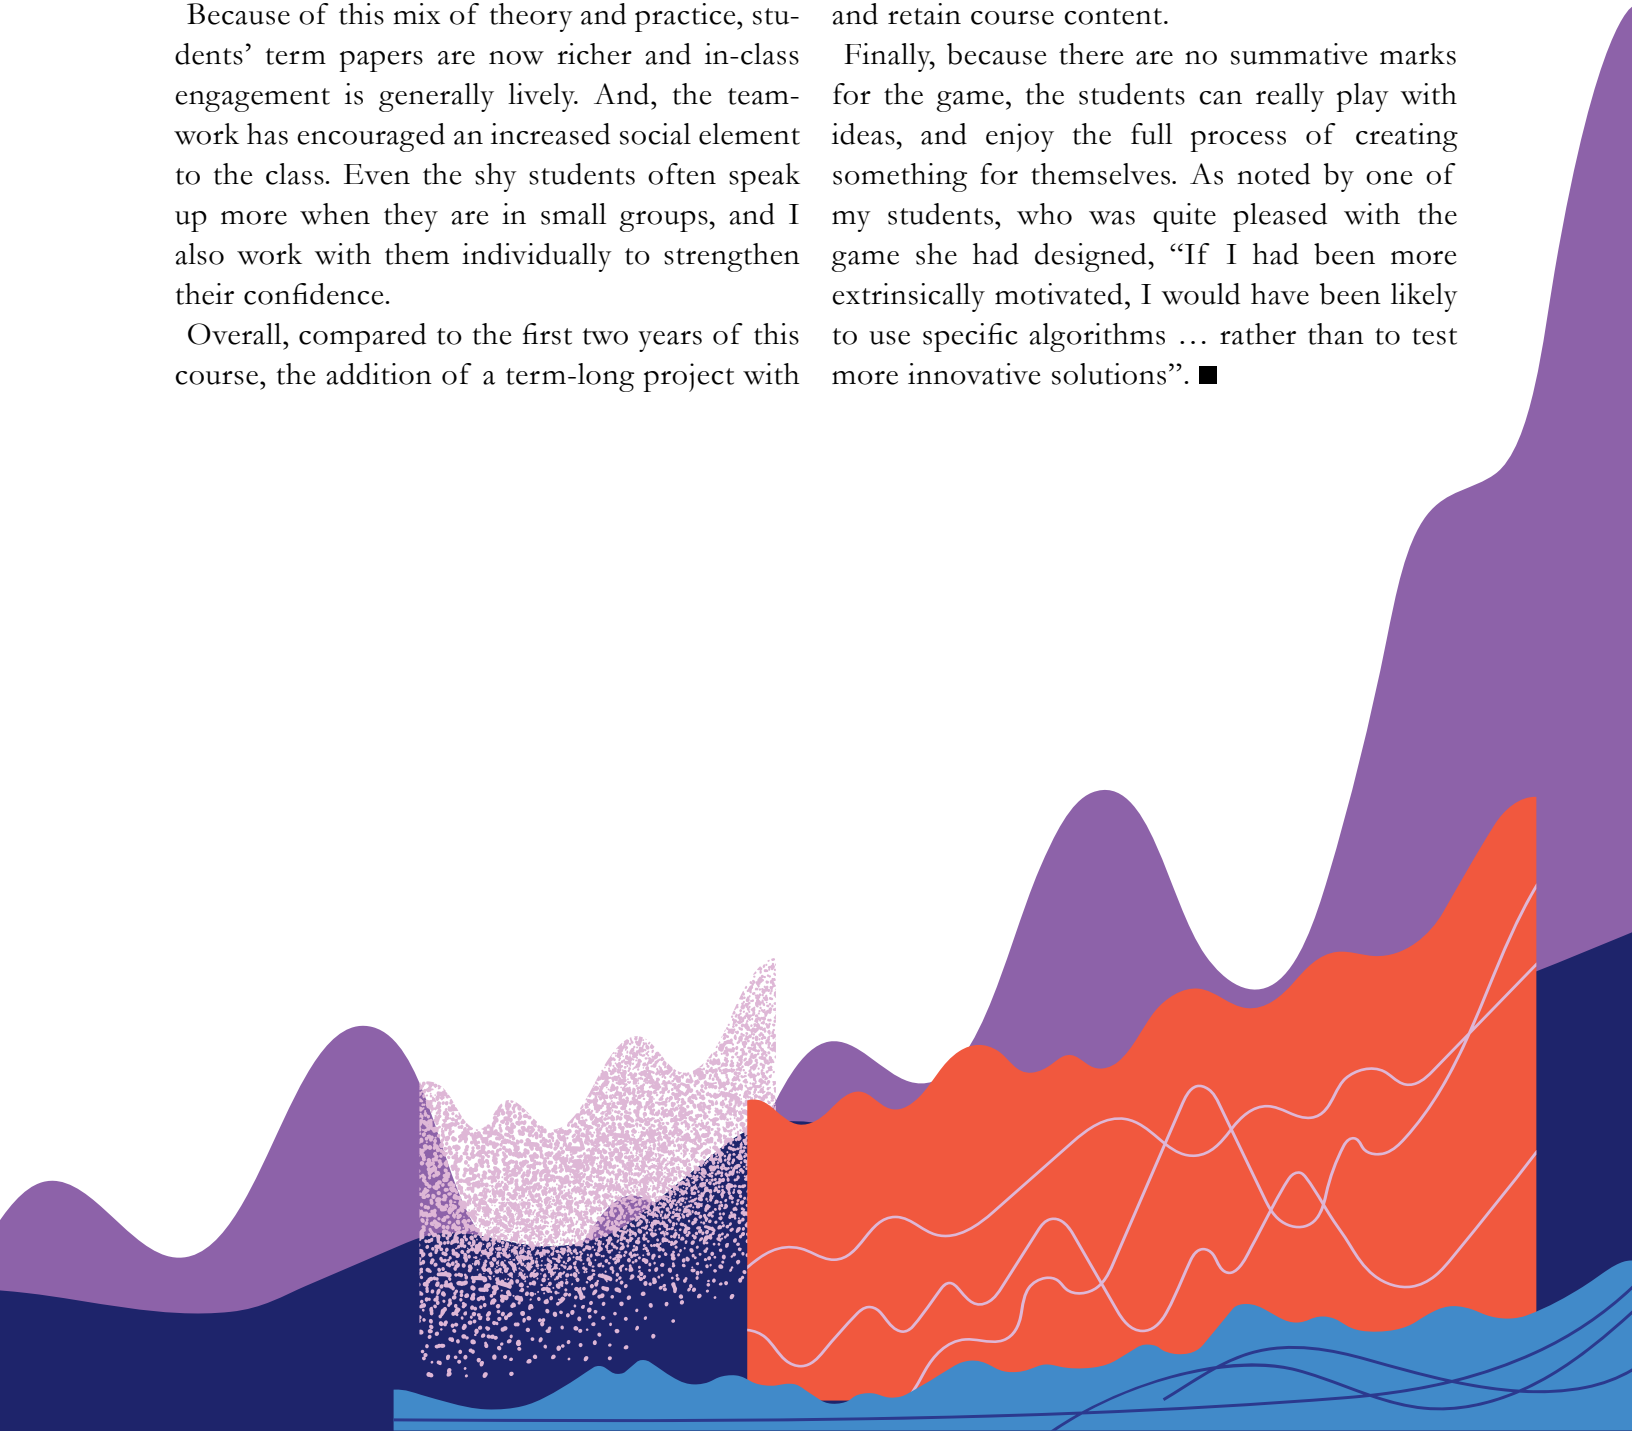 Because of this mix of theory and practice, stu-
dents’ term papers are now richer and in-class
engagement is generally lively. And, the team-
work has encouraged an increased social element
to the class. Even the shy students often speak
up more when they are in small groups, and I
also work with them individually to strengthen
their confidence.
Overall, compared to the first two years of this
course, the addition of a term-long project with
and retain course content.
Finally, because there are no summative marks
for the game, the students can really play with
ideas, and enjoy the full process of creating
something for themselves. As noted by one of
my students, who was quite pleased with the
game she had designed, “If I had been more
extrinsically motivated, I would have been likely
to use specific algorithms … rather than to test
more innovative solutions”. ■